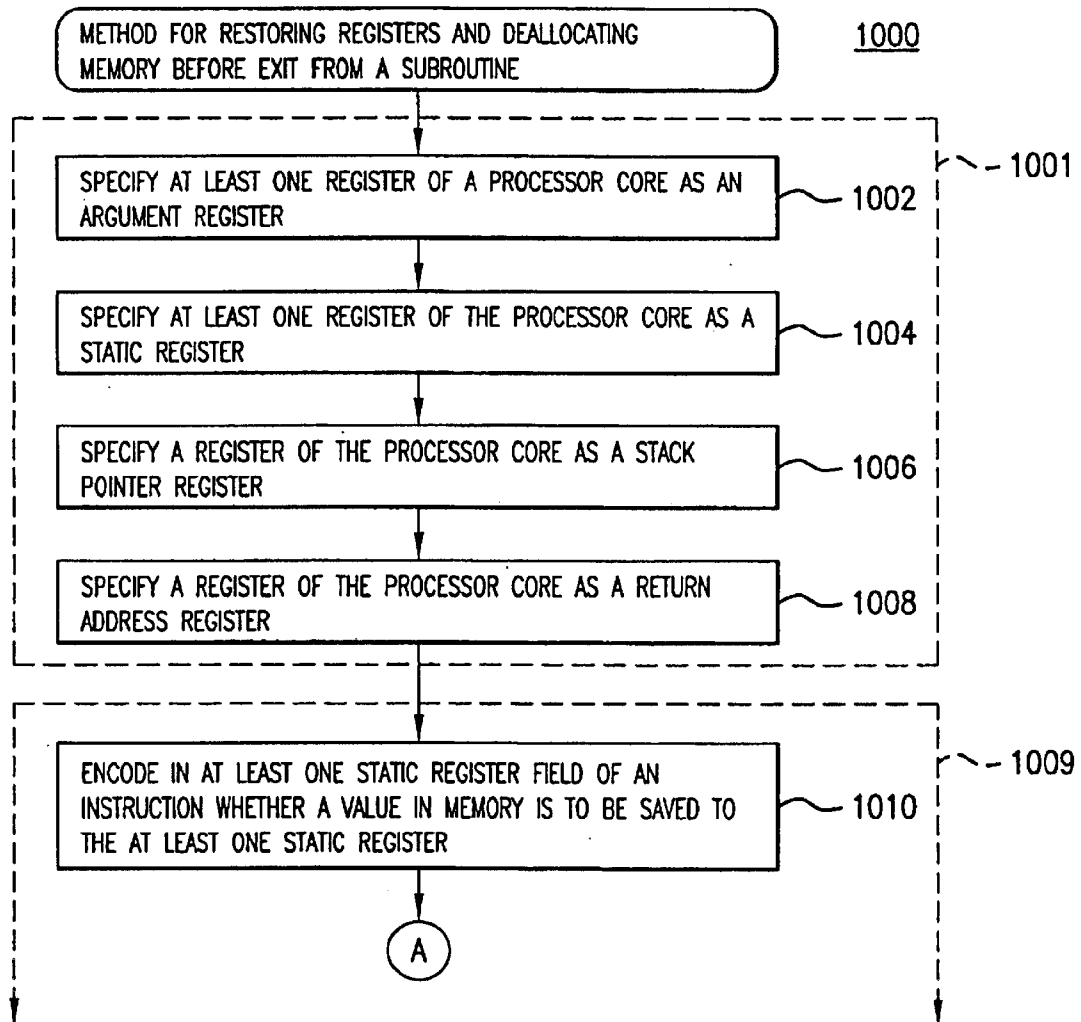 METHOD FOR RESTORING REGISTERS AND DEALLOCATING
MEMORY BEFORE EXIT FROM A SUBROUTINE
1000
1001
SPECIFY AT LEAST ONE REGISTER OF A PROCESSOR CORE AS AN
ARGUMENT REGISTER
1002
SPECIFY AT LEAST ONE REGISTER OF THE PROCESSOR CORE AS A
STATIC REGISTER
1004
SPECIFY A REGISTER OF THE PROCESSOR CORE AS A STACK
POINTER REGISTER
1006
SPECIFY A REGISTER OF THE PROCESSOR CORE AS A RETURN
ADDRESS REGISTER
1008
1009
ENCODE IN AT LEAST ONE STATIC REGISTER FIELD OF AN
INSTRUCTION WHETHER A VALUE IN MEMORY IS TO BE SAVED TO
THE AT LEAST ONE STATIC REGISTER
1010
A